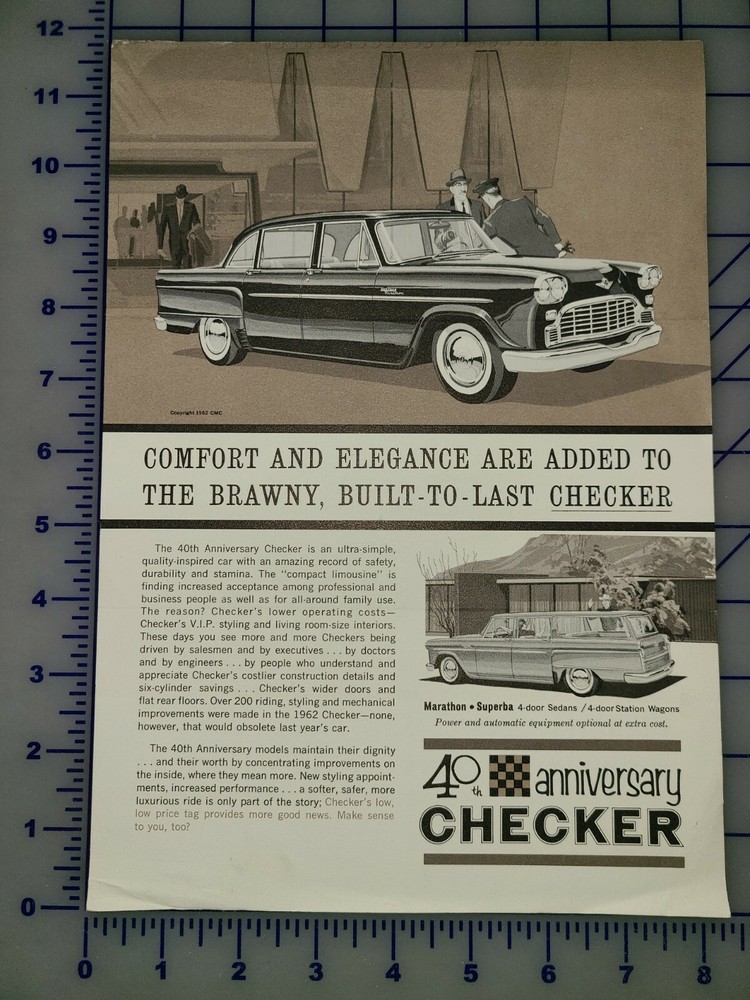 12
11
10
9
8
7
6
5
4
3
2
1
0
Copyright 1962 CMC
COMFORT AND ELEGANCE ARE ADDED TO
THE BRAWNY, BUILT-TO-LAST CHECKER
The 40th Anniversary Checker is an ultra-simple,
quality-inspired car with an amazing record of safety,
durability and stamina. The "compact limousine" is
finding increased acceptance among professional and
business people as well as for all-around family use.
The reason? Checker's lower operating costs—
Checker's V.I.P. styling and living room-size interiors.
These days you see more and more Checkers being
driven by salesmen and by executives . . . by doctors
and by engineers . . . by people who understand and
appreciate Checker's costlier construction details and
six-cylinder savings . . . Checker's wider doors and
flat rear floors. Over 200 riding, styling and mechanical
improvements were made in the 1962 Checker—none,
however, that would obsolete last year's car.
The 40th Anniversary models maintain their dignity
. . . and their worth by concentrating improvements on
the inside, where they mean more. New styling appoint-
ments, increased performance . . . a softer, safer, more
luxurious ride is only part of the story; Checker's low,
low price tag provides more good news. Make sense
to you, too?
Marathon • Superba 4-door Sedans / 4-door Station Wagons
Power and automatic equipment optional at extra cost.
40th anniversary
CHECKER
0 1 2 3 4 5 6 7 8